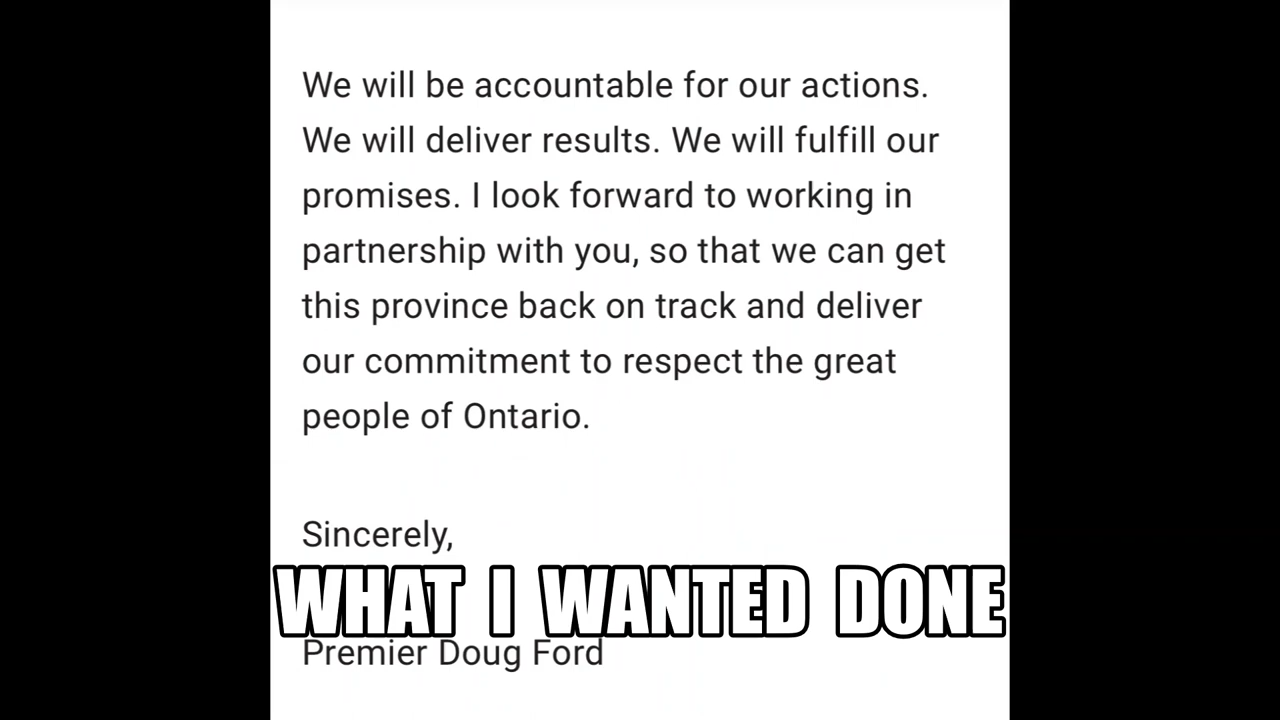 We will be accountable for our actions.
We will deliver results. We will fulfill our
promises. I look forward to working in
partnership with you, so that we can get
this province back on track and deliver
our commitment to respect the great
people of Ontario.
Sincerely,
WHAT I WANTED DONE
Premier Doug Ford